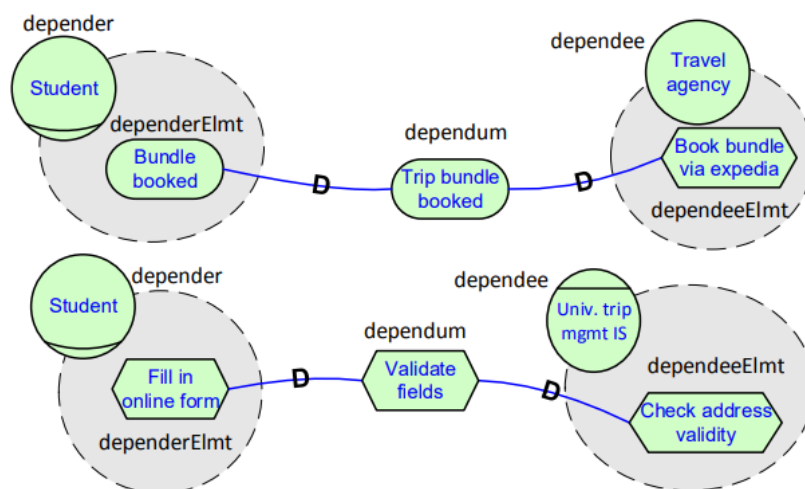 depender
Student
dependerElmt
Bundle
booked
D
dependum
Trip bundle
booked
D
dependee
Travel
agency
Book bundle
via expedia
dependeeElmt
depender
Student
Fill in
online form
dependerElmt
D
dependum
Validate
fields
D
dependee
Univ. trip
mgmt IS
dependeeElmt
Check address
validity